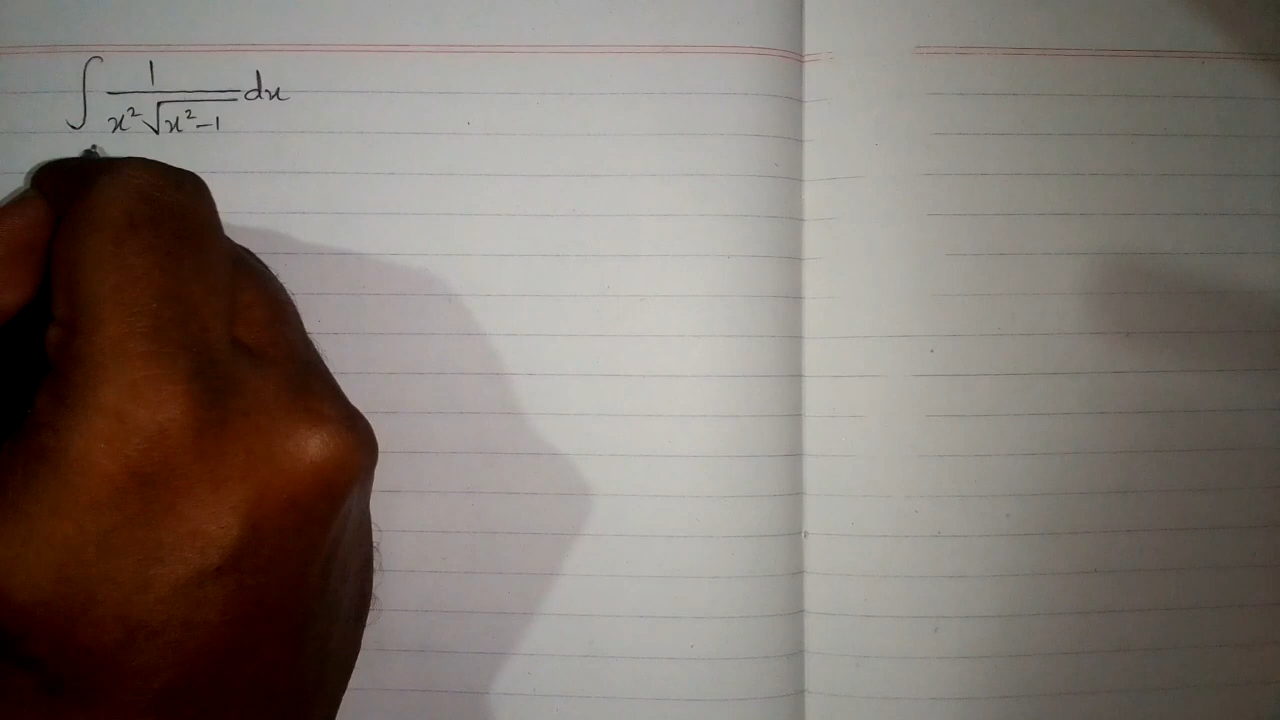 ∫ 1/(x²√(x²-1)) dx